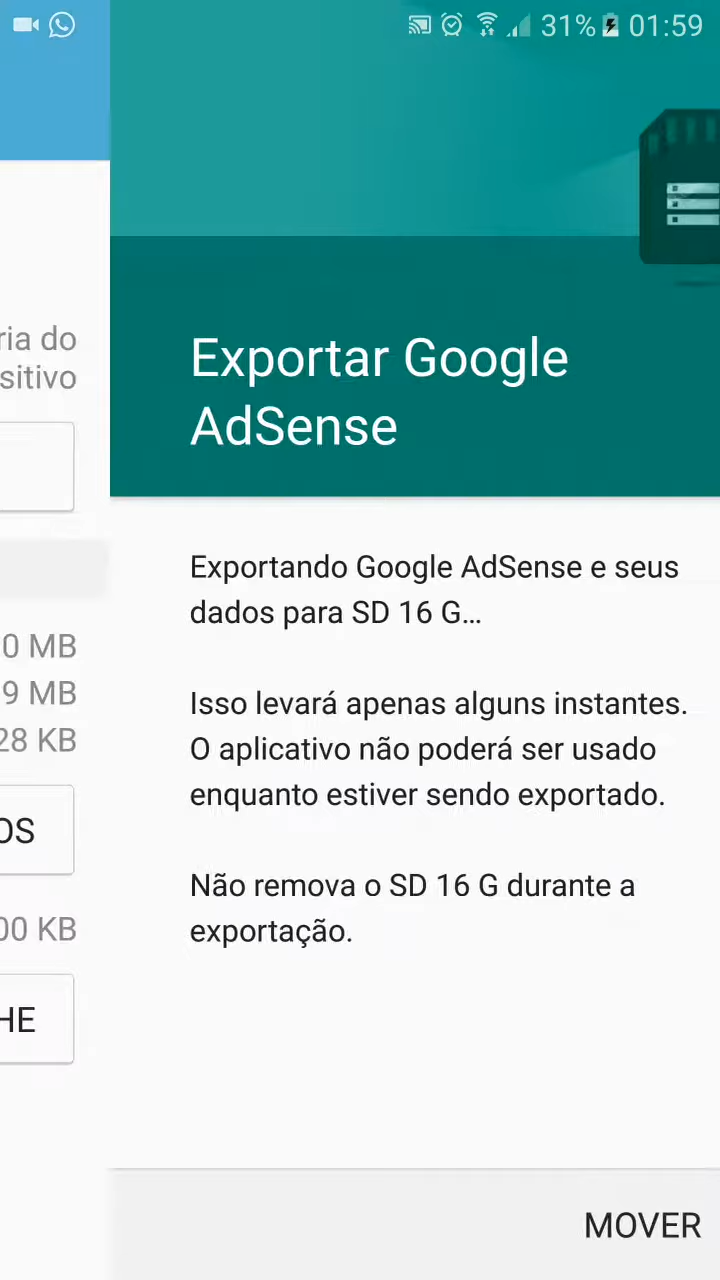 31% 01:59
ria do
sitivo
0 MB
9 MB
28 KB
OS
00 KB
HE
Exportar Google
AdSense
Exportando Google AdSense e seus
dados para SD 16 G...
Isso levará apenas alguns instantes.
O aplicativo não poderá ser usado
enquanto estiver sendo exportado.
Não remova o SD 16 G durante a
exportação.
MOVER